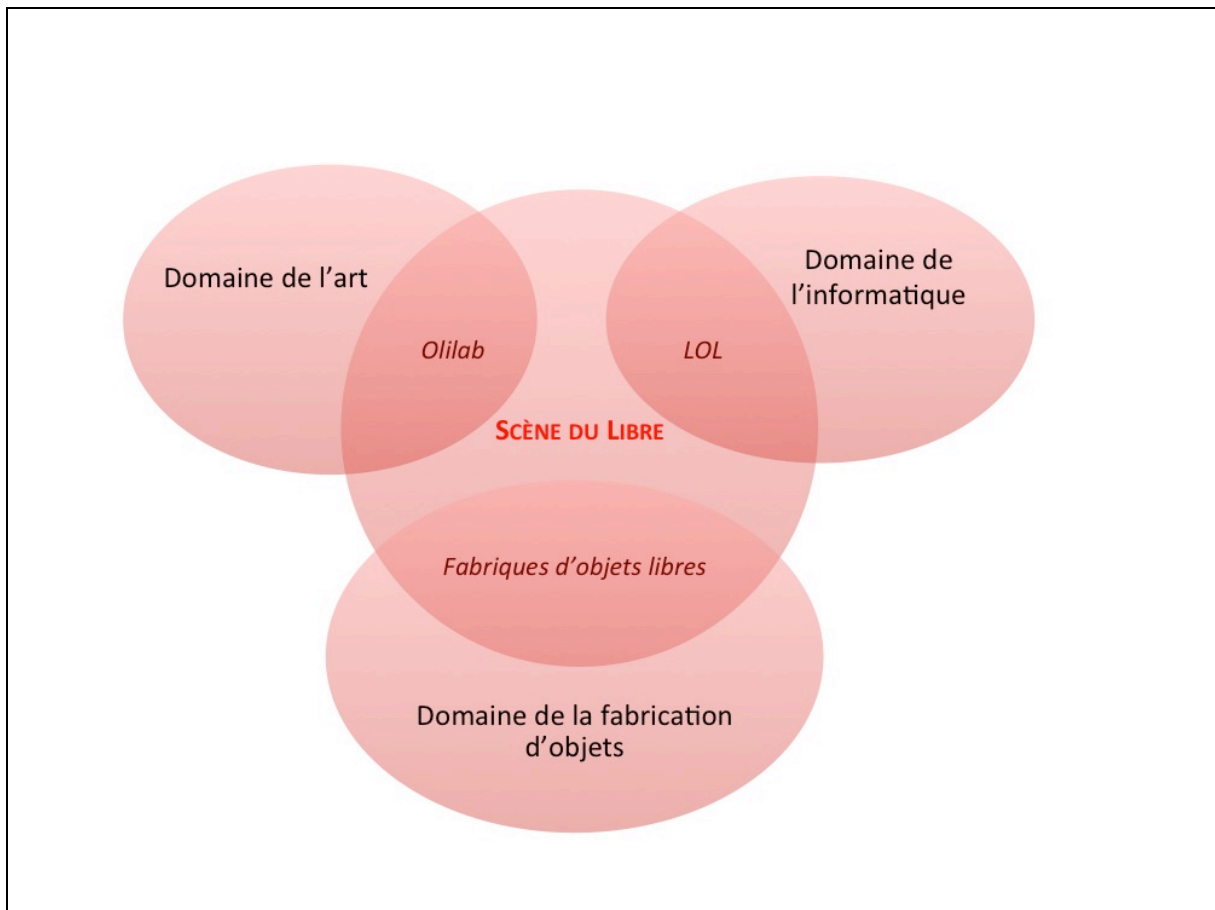 Domaine de l’art
Domaine de
l’informatique
Olilab
LOL
SCÈNE DU LIBRE
Fabriques d’objets libres
Domaine de la fabrication
d’objets